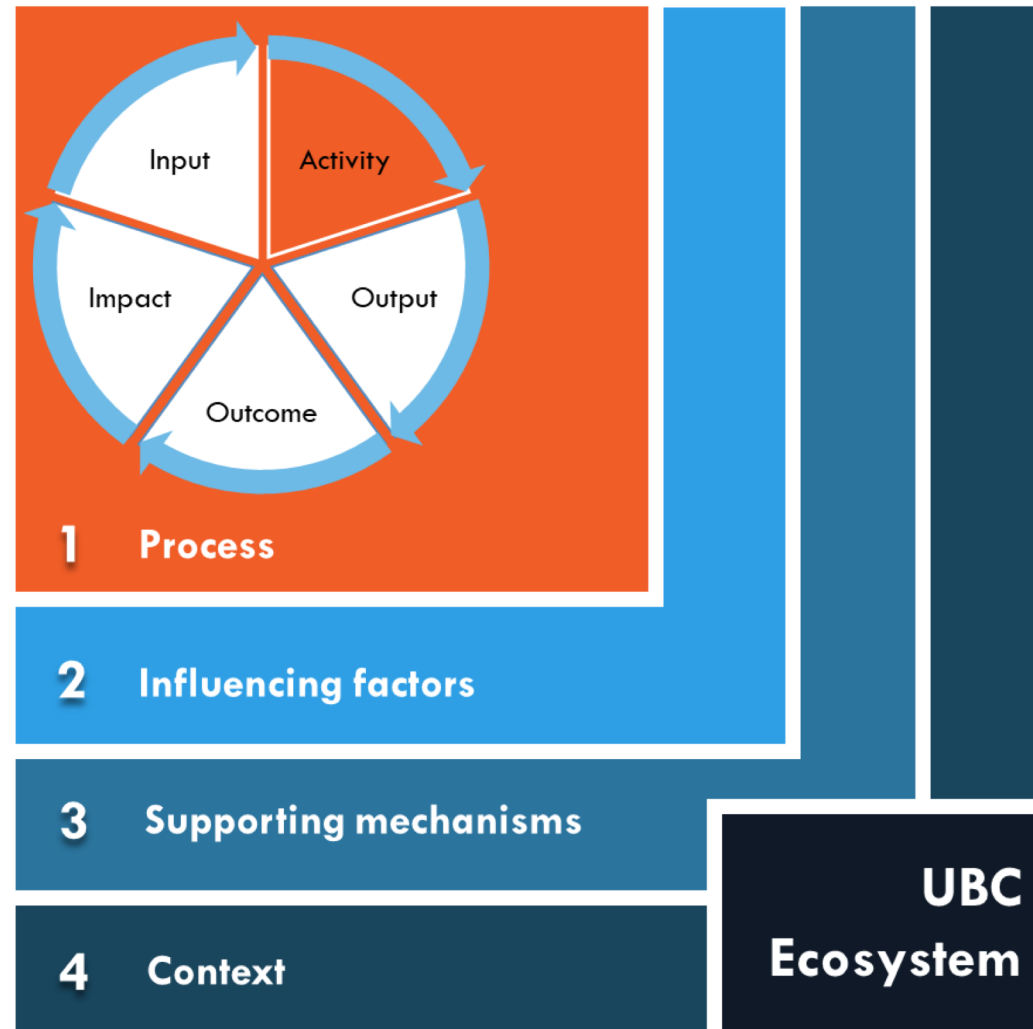 Input
Activity
Impact
Output
Outcome
1 Process
2 Influencing factors
3 Supporting mechanisms
4 Context
UBC
Ecosystem